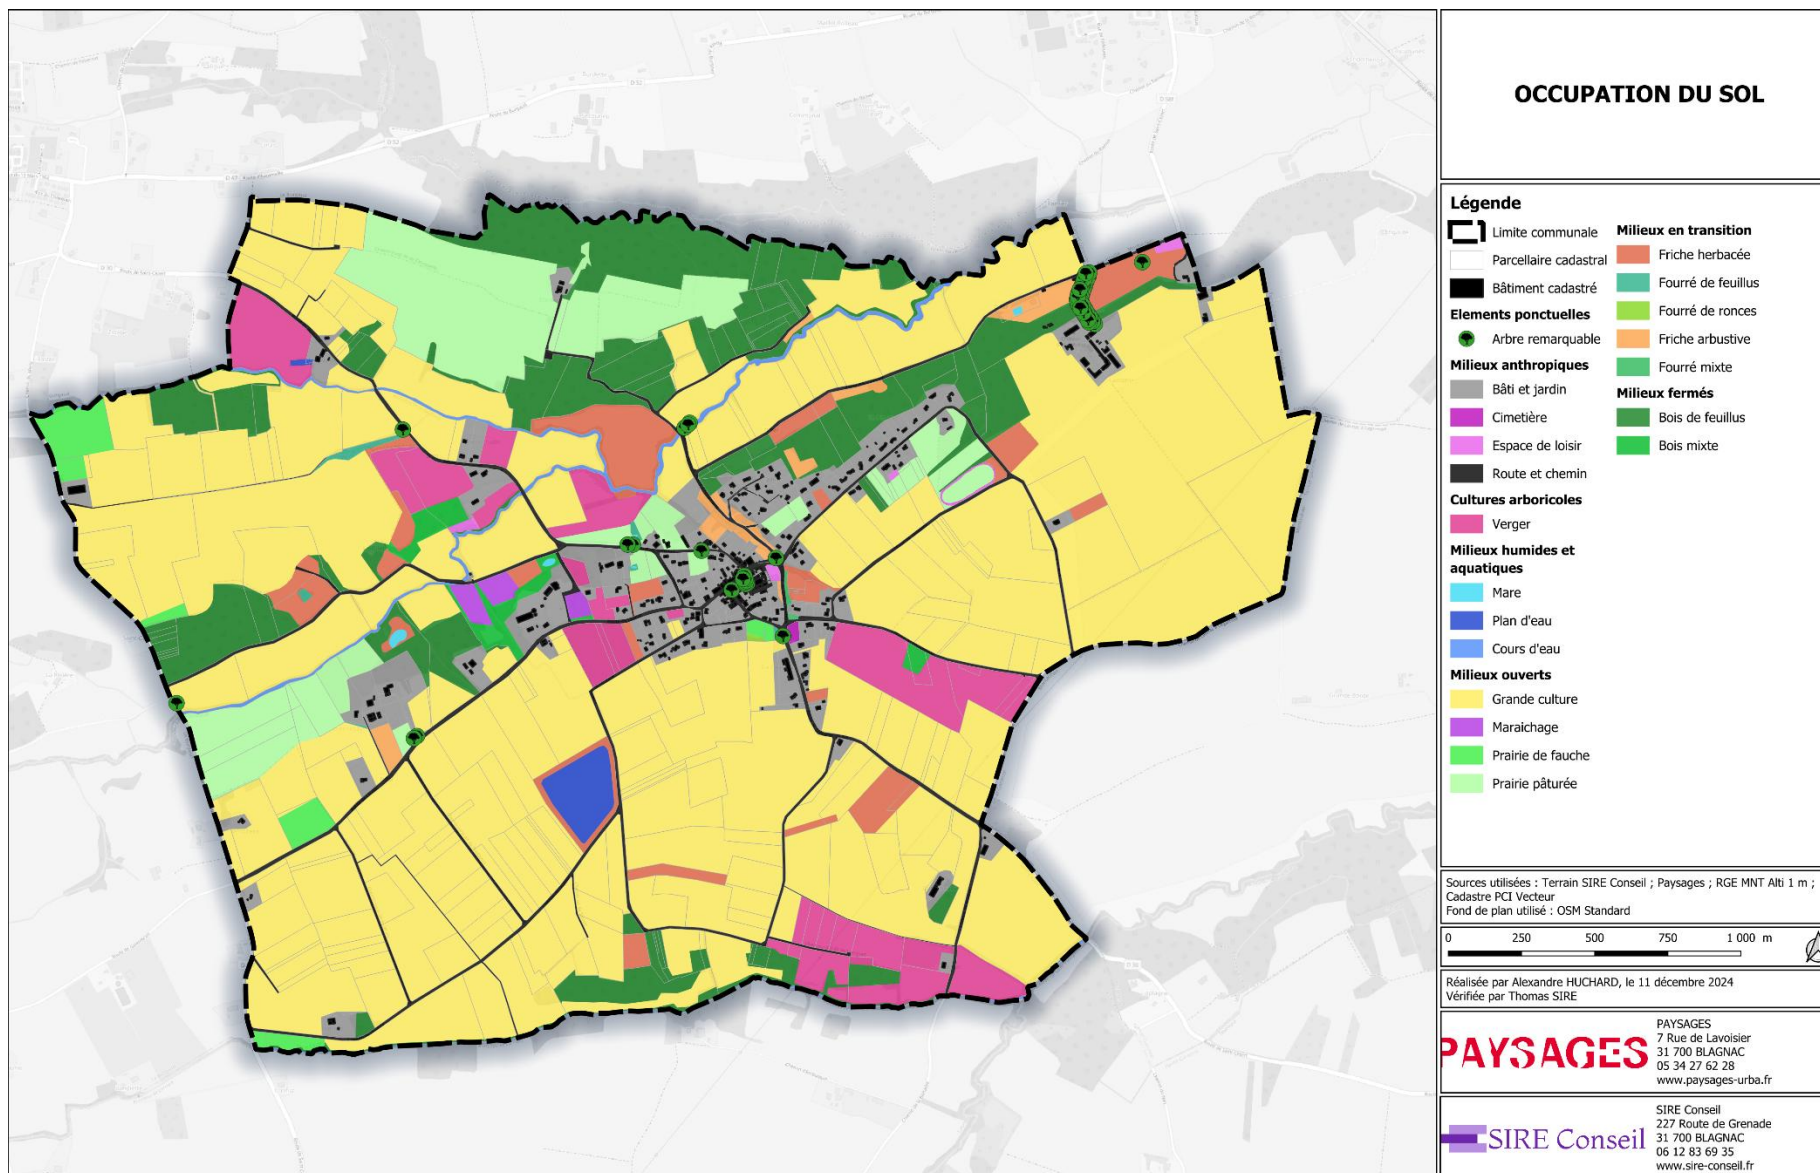 OCCUPATION DU SOL
Légende
Limite communale
Parcellaire cadastral
Bâtiment cadastré
Elements ponctuelles
Arbre remarquable
Milieux anthropiques
Bâti et jardin
Cimetière
Espace de loisir
Route et chemin
Cultures arboricoles
Verger
Milieux humides et
aquatiques
Mare
Plan d'eau
Cours d'eau
Milieux ouverts
Grande culture
Maraichage
Prairie de fauche
Prairie pâturée
Milieux en transition
Friche herbacée
Fourré de feuillus
Fourré de ronces
Friche arbustive
Fourré mixte
Milieux fermés
Bois de feuillus
Bois mixte
Sources utilisées : Terrain SIRE Conseil ; Paysages ; RGE MNT Alti 1 m ;
Cadastre PCI Vecteur
Fond de plan utilisé : OSM Standard
0 250 500 750 1 000 m
Réalisée par Alexandre HUCHARD, le 11 décembre 2024
Vérifiée par Thomas SIRE
PAYSAGES
PAYSAGES
7 Rue de Lavoisier
31 700 BLAGNAC
05 34 27 62 28
www.paysages-urba.fr
SIRE Conseil
SIRE Conseil
227 Route de Grenade
31 700 BLAGNAC
06 12 83 69 35
www.sire-conseil.fr